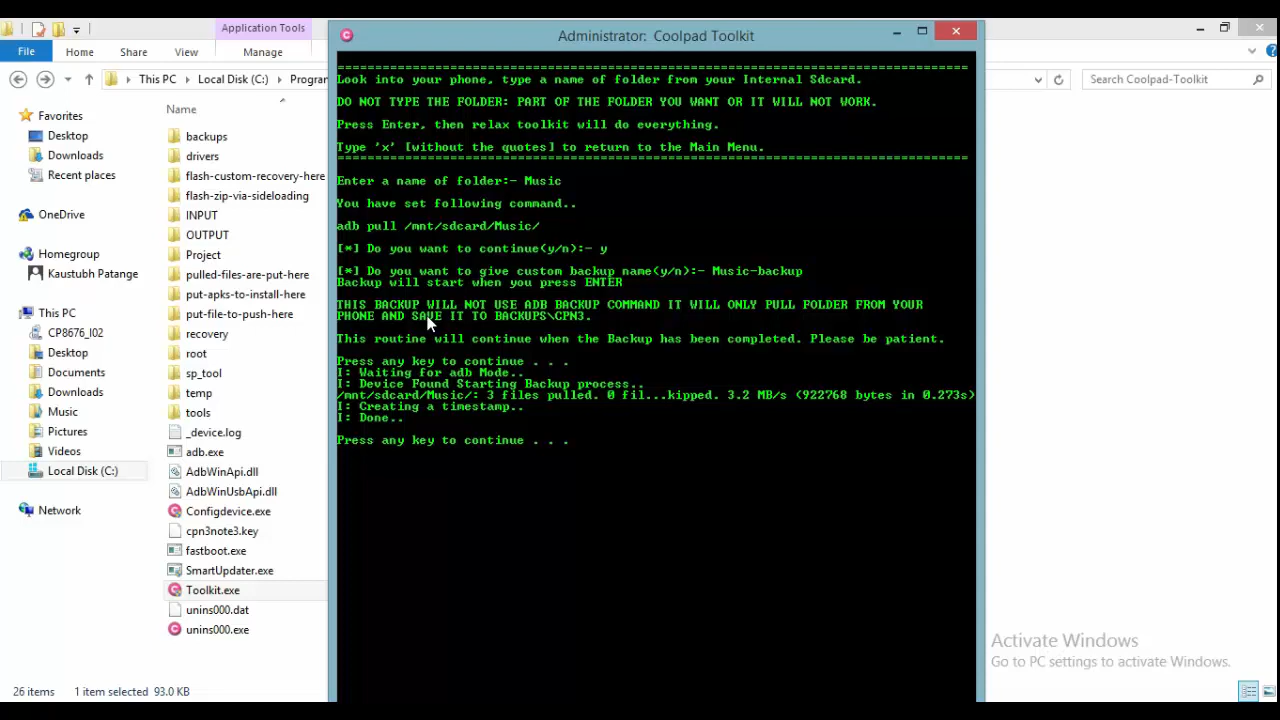 Application Tools
File
Home
Share
View
Manage
This PC
Local Disk (C:)
Program
Search Coolpad-Toolkit
Favorites
Desktop
Downloads
Recent places
OneDrive
Homegroup
Kaustubh Patange
This PC
CP8676_I02
Desktop
Documents
Downloads
Music
Pictures
Videos
Local Disk (C:)
Network
Name
backups
drivers
flash-custom-recovery-here
flash-zip-via-sideloading
INPUT
OUTPUT
Project
pulled-files-are-put-here
put-apks-to-install-here
put-file-to-push-here
recovery
root
sp_tool
temp
tools
_device.log
adb.exe
AdbWinApi.dll
AdbWinUsbApi.dll
Configdevice.exe
cpn3note3.key
fastboot.exe
SmartUpdater.exe
Toolkit.exe
unins000.dat
unins000.exe
26 items
1 item selected 93.0 KB
Administrator: Coolpad Toolkit
=====================================================================================
Look into your phone, type a name of folder from your Internal Sdcard.
DO NOT TYPE THE FOLDER: PART OF THE FOLDER YOU WANT OR IT WILL NOT WORK.
Press Enter, then relax toolkit will do everything.
Type 'x' [without the quotes] to return to the Main Menu.
=====================================================================================
Enter a name of folder:- Music
You have set following command..
adb pull /mnt/sdcard/Music/
[*] Do you want to continue(y/n):- y
[*] Do you want to give custom backup name(y/n):- Music-backup
Backup will start when you press ENTER
THIS BACKUP WILL NOT USE ADB BACKUP COMMAND IT WILL ONLY PULL FOLDER FROM YOUR
PHONE AND SAVE IT TO BACKUPS\CPN3.
This routine will continue when the Backup has been completed. Please be patient.
Press any key to continue . . .
I: Waiting for adb Mode..
I: Device Found Starting Backup process..
/mnt/sdcard/Music/: 3 files pulled. 0 fil...kipped. 3.2 MB/s (922768 bytes in 0.273s)
I: Creating a timestamp..
I: Done..
Press any key to continue . . .
Activate Windows
Go to PC settings to activate Windows.